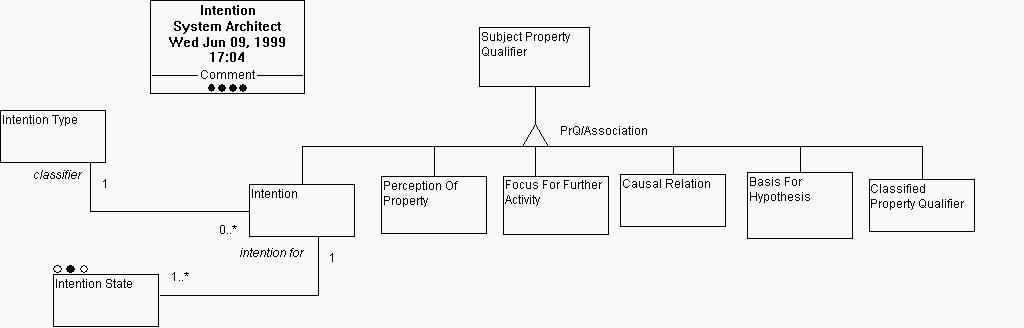 Intention
System Architect
Wed Jun 09, 1999
17:04
Comment
Subject Property
Qualifier
PrQ/Association
Intention Type
classifier
1
Intention
0..*
intention for
1
1..*
Intention State
Perception Of
Property
Focus For Further
Activity
Causal Relation
Basis For
Hypothesis
Classified
Property Qualifier